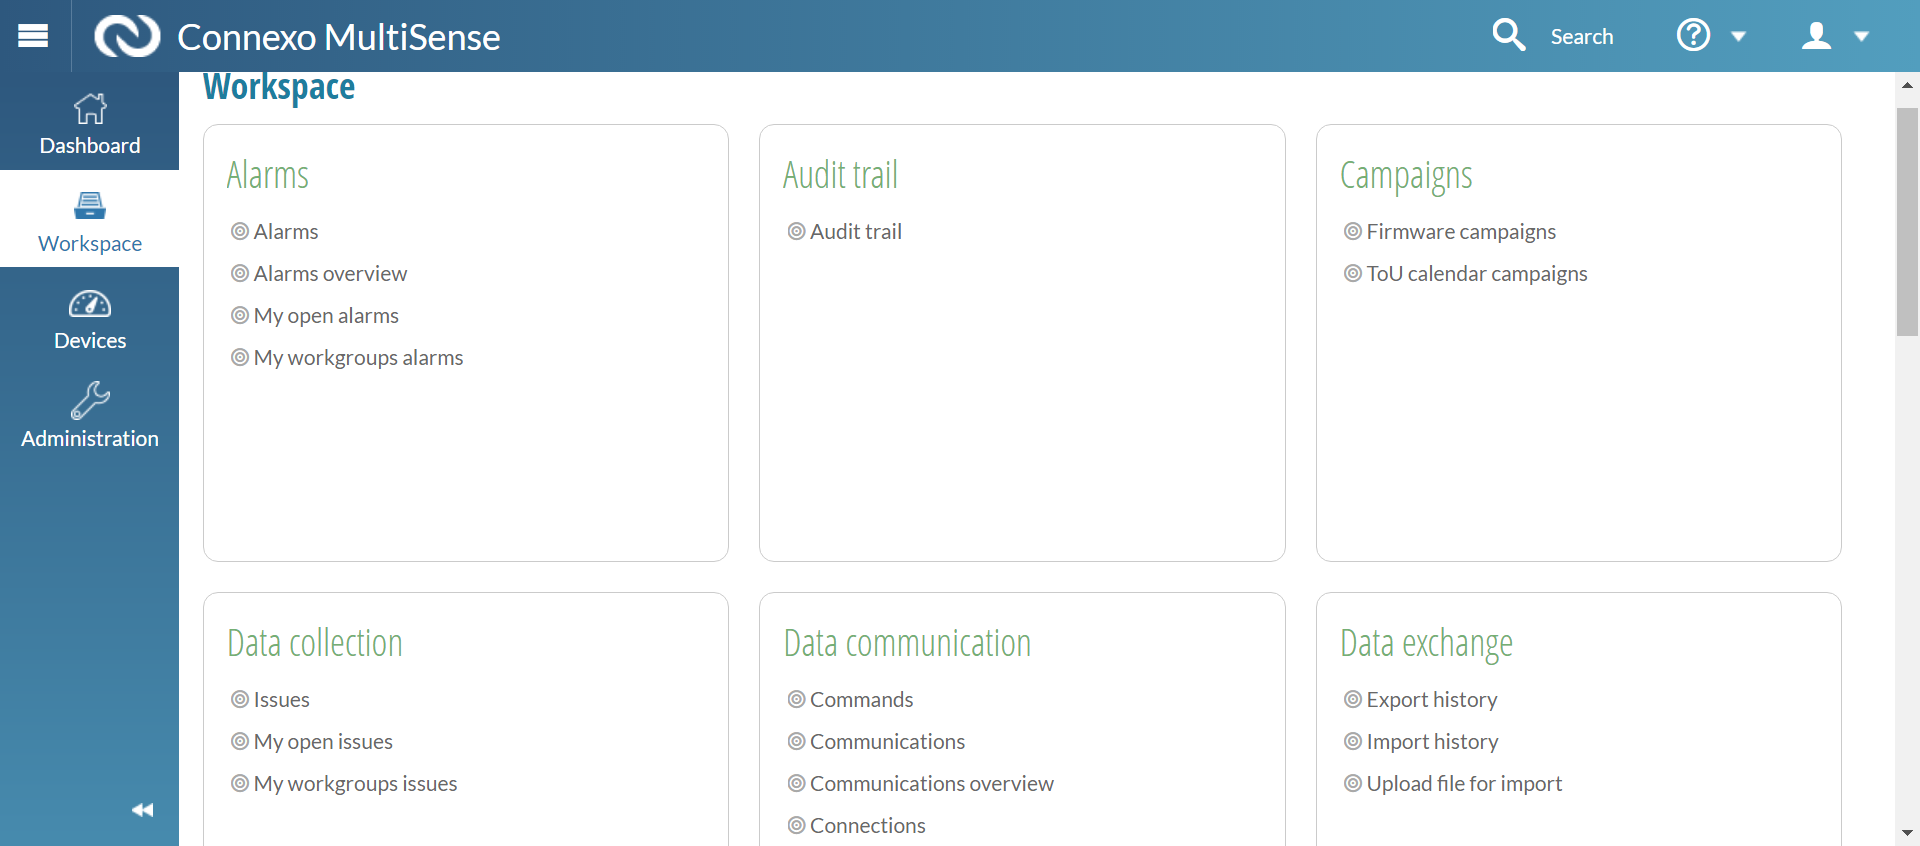 Connexo MultiSense
Search
Dashboard
Workspace
Devices
Administration
Workspace
Alarms
Alarms
Alarms overview
My open alarms
My workgroups alarms
Audit trail
Audit trail
Campaigns
Firmware campaigns
ToU calendar campaigns
Data collection
Issues
My open issues
My workgroups issues
Data communication
Commands
Communications
Communications overview
Connections
Data exchange
Export history
Import history
Upload file for import